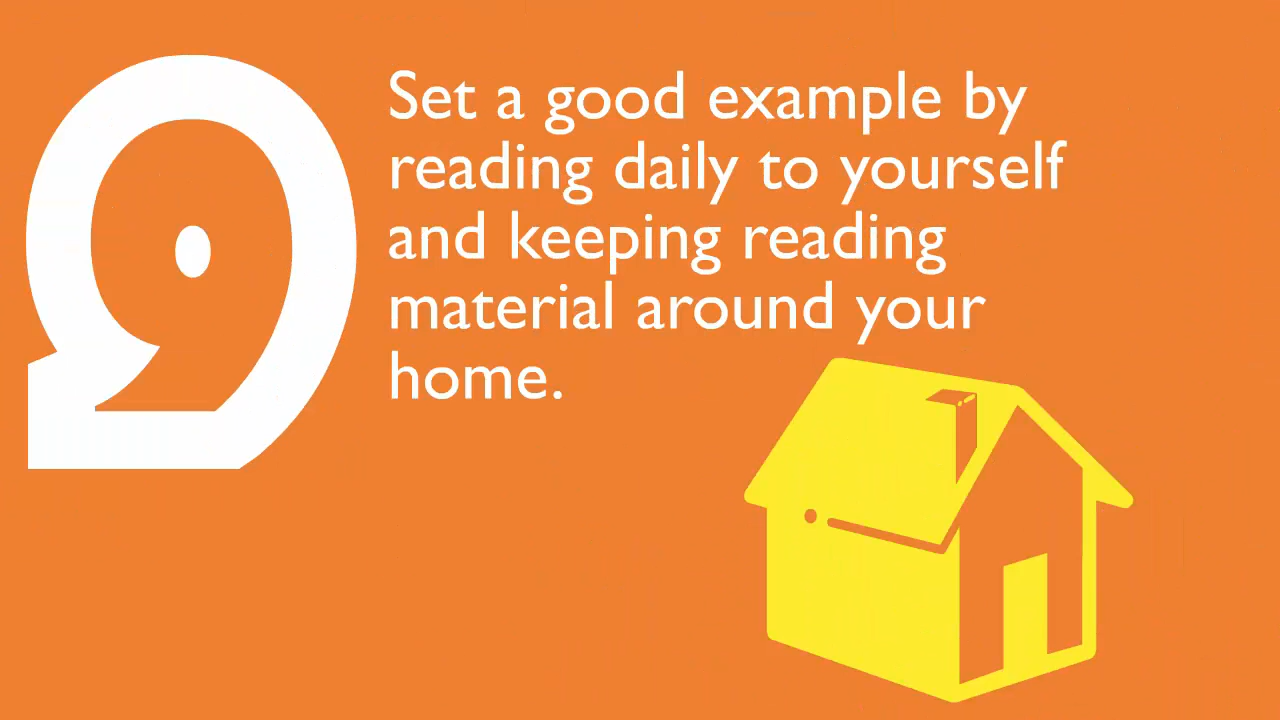 9
Set a good example by
reading daily to yourself
and keeping reading
material around your
home.